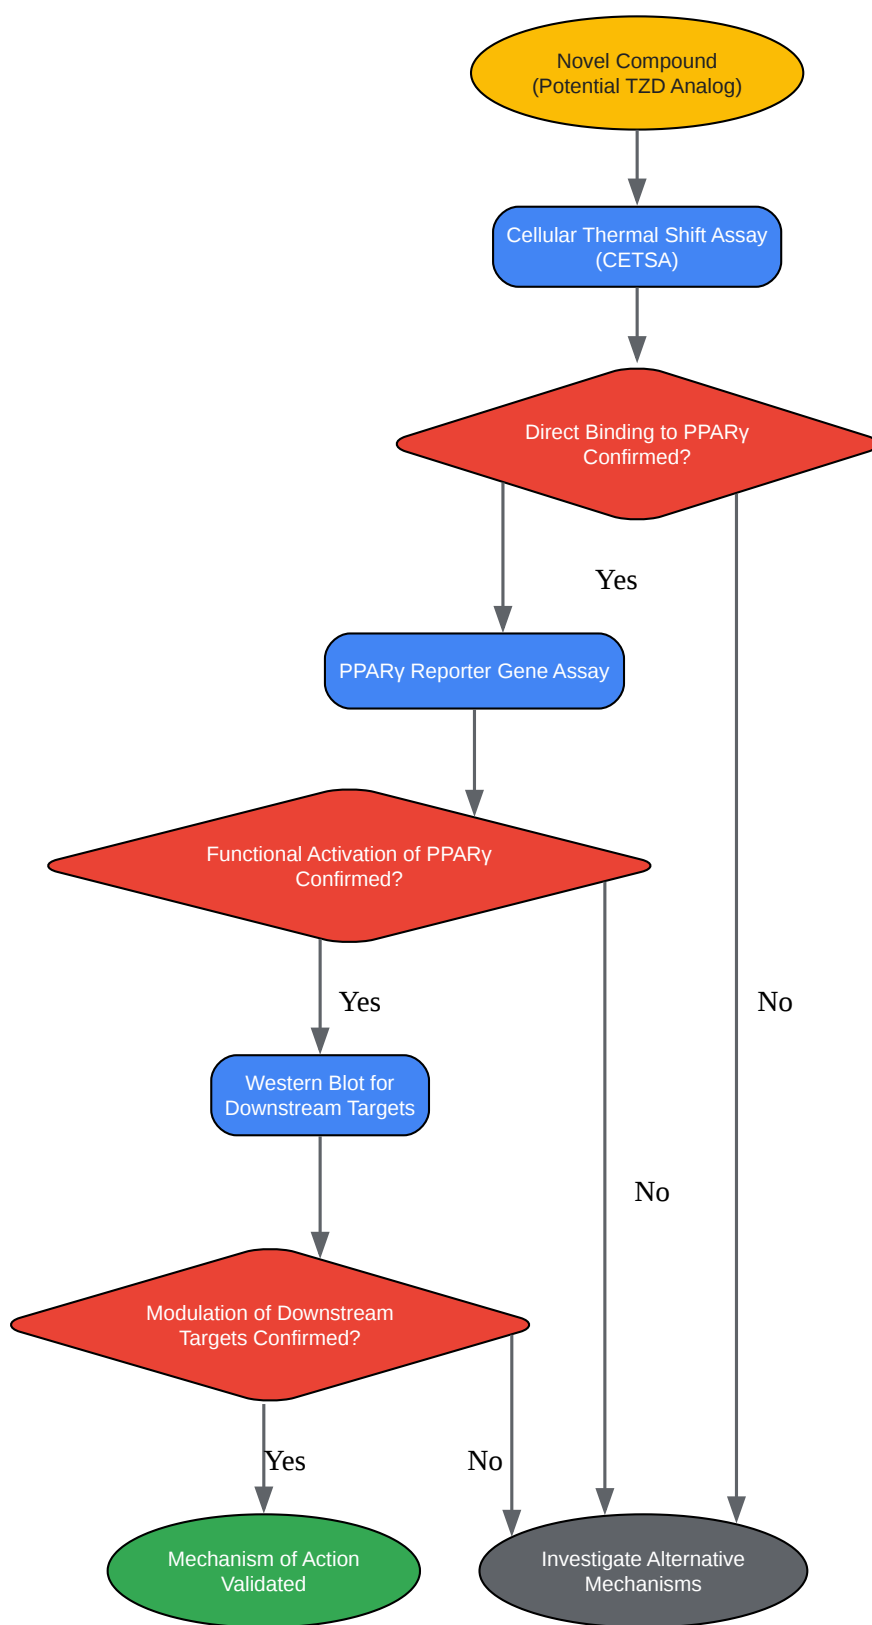 Novel Compound
(Potential TZD Analog)
Cellular Thermal Shift Assay
(CETSA)
Direct Binding to PPARγ
Confirmed?
Yes
PPARγ Reporter Gene Assay
Functional Activation of PPARγ
Confirmed?
Yes
No
Western Blot for
Downstream Targets
No
Modulation of Downstream
Targets Confirmed?
Yes
No
Mechanism of Action
Validated
Investigate Alternative
Mechanisms